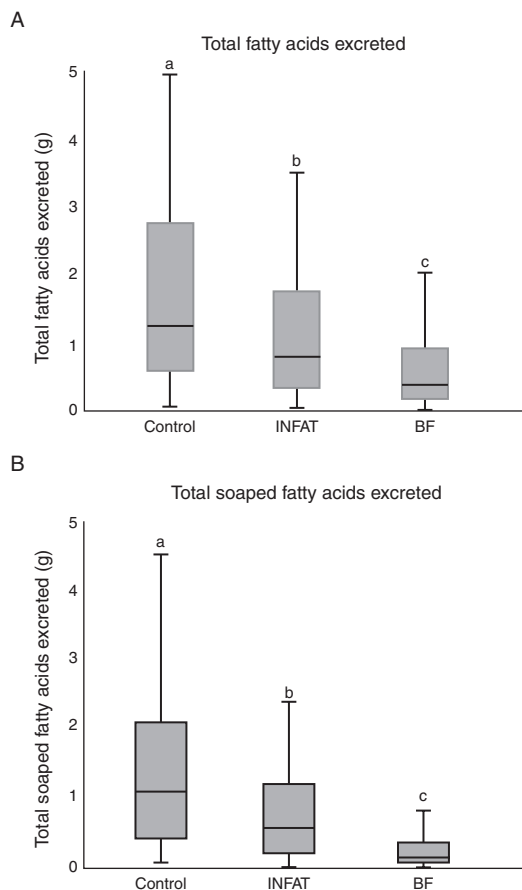 A
Total fatty acids excreted
Total fatty acids excreted (g)
5
4
3
2
1
0
a
b
c
Control INFAT BF
B
Total soaped fatty acids excreted
Total soaped fatty acids excreted (g)
5
4
3
2
1
0
a
b
c
Control INFAT BF